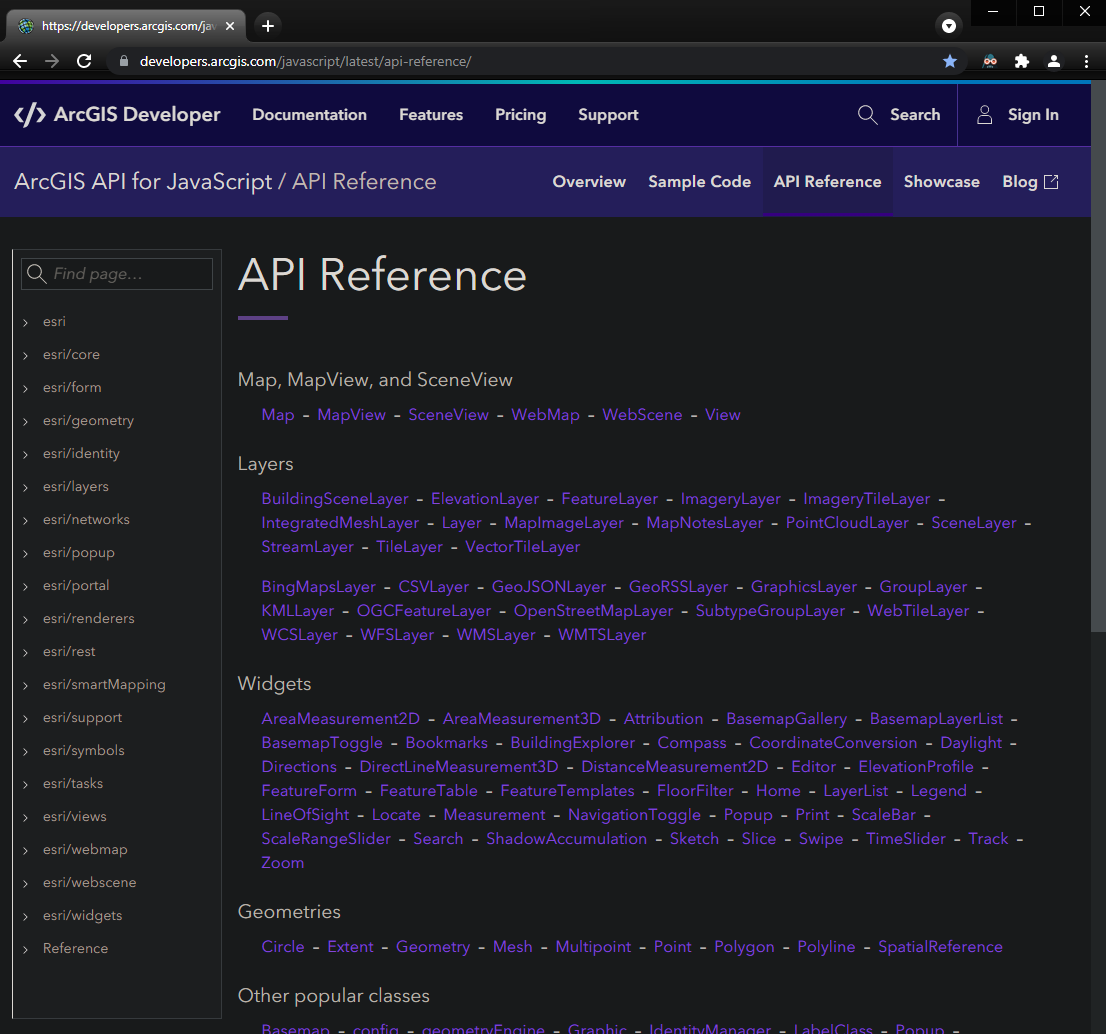 https://developers.arcgis.com/jav
developers.arcgis.com/javascript/latest/api-reference/
</> ArcGIS Developer Documentation Features Pricing Support Search Sign In
ArcGIS API for JavaScript / API Reference Overview Sample Code API Reference Showcase Blog
Find page...
esri
esri/core
esri/form
esri/geometry
esri/identity
esri/layers
esri/networks
esri/popup
esri/portal
esri/renderers
esri/rest
esri/smartMapping
esri/support
esri/symbols
esri/tasks
esri/views
esri/webmap
esri/webscene
esri/widgets
Reference
API Reference
Map, MapView, and SceneView
Map - MapView - SceneView - WebMap - WebScene - View
Layers
BuildingSceneLayer - ElevationLayer - FeatureLayer - ImageryLayer - ImageryTileLayer -
IntegratedMeshLayer - Layer - MapImageLayer - MapNotesLayer - PointCloudLayer - SceneLayer -
StreamLayer - TileLayer - VectorTileLayer
BingMapsLayer - CSVLayer - GeoJSONLayer - GeoRSSLayer - GraphicsLayer - GroupLayer -
KMLLayer - OGCFeatureLayer - OpenStreetMapLayer - SubtypeGroupLayer - WebTileLayer -
WCSLayer - WFSLayer - WMSLayer - WMTSLayer
Widgets
AreaMeasurement2D - AreaMeasurement3D - Attribution - BasemapGallery - BasemapLayerList -
BasemapToggle - Bookmarks - BuildingExplorer - Compass - CoordinateConversion - Daylight -
Directions - DirectLineMeasurement3D - DistanceMeasurement2D - Editor - ElevationProfile -
FeatureForm - FeatureTable - FeatureTemplates - FloorFilter - Home - LayerList - Legend -
LineOfSight - Locate - Measurement - NavigationToggle - Popup - Print - ScaleBar -
ScaleRangeSlider - Search - ShadowAccumulation - Sketch - Slice - Swipe - TimeSlider - Track -
Zoom
Geometries
Circle - Extent - Geometry - Mesh - Multipoint - Point - Polygon - Polyline - SpatialReference
Other popular classes
Basemap - config - geometryEngine - Graphic - IdentityManager - LabelClass - Popup -